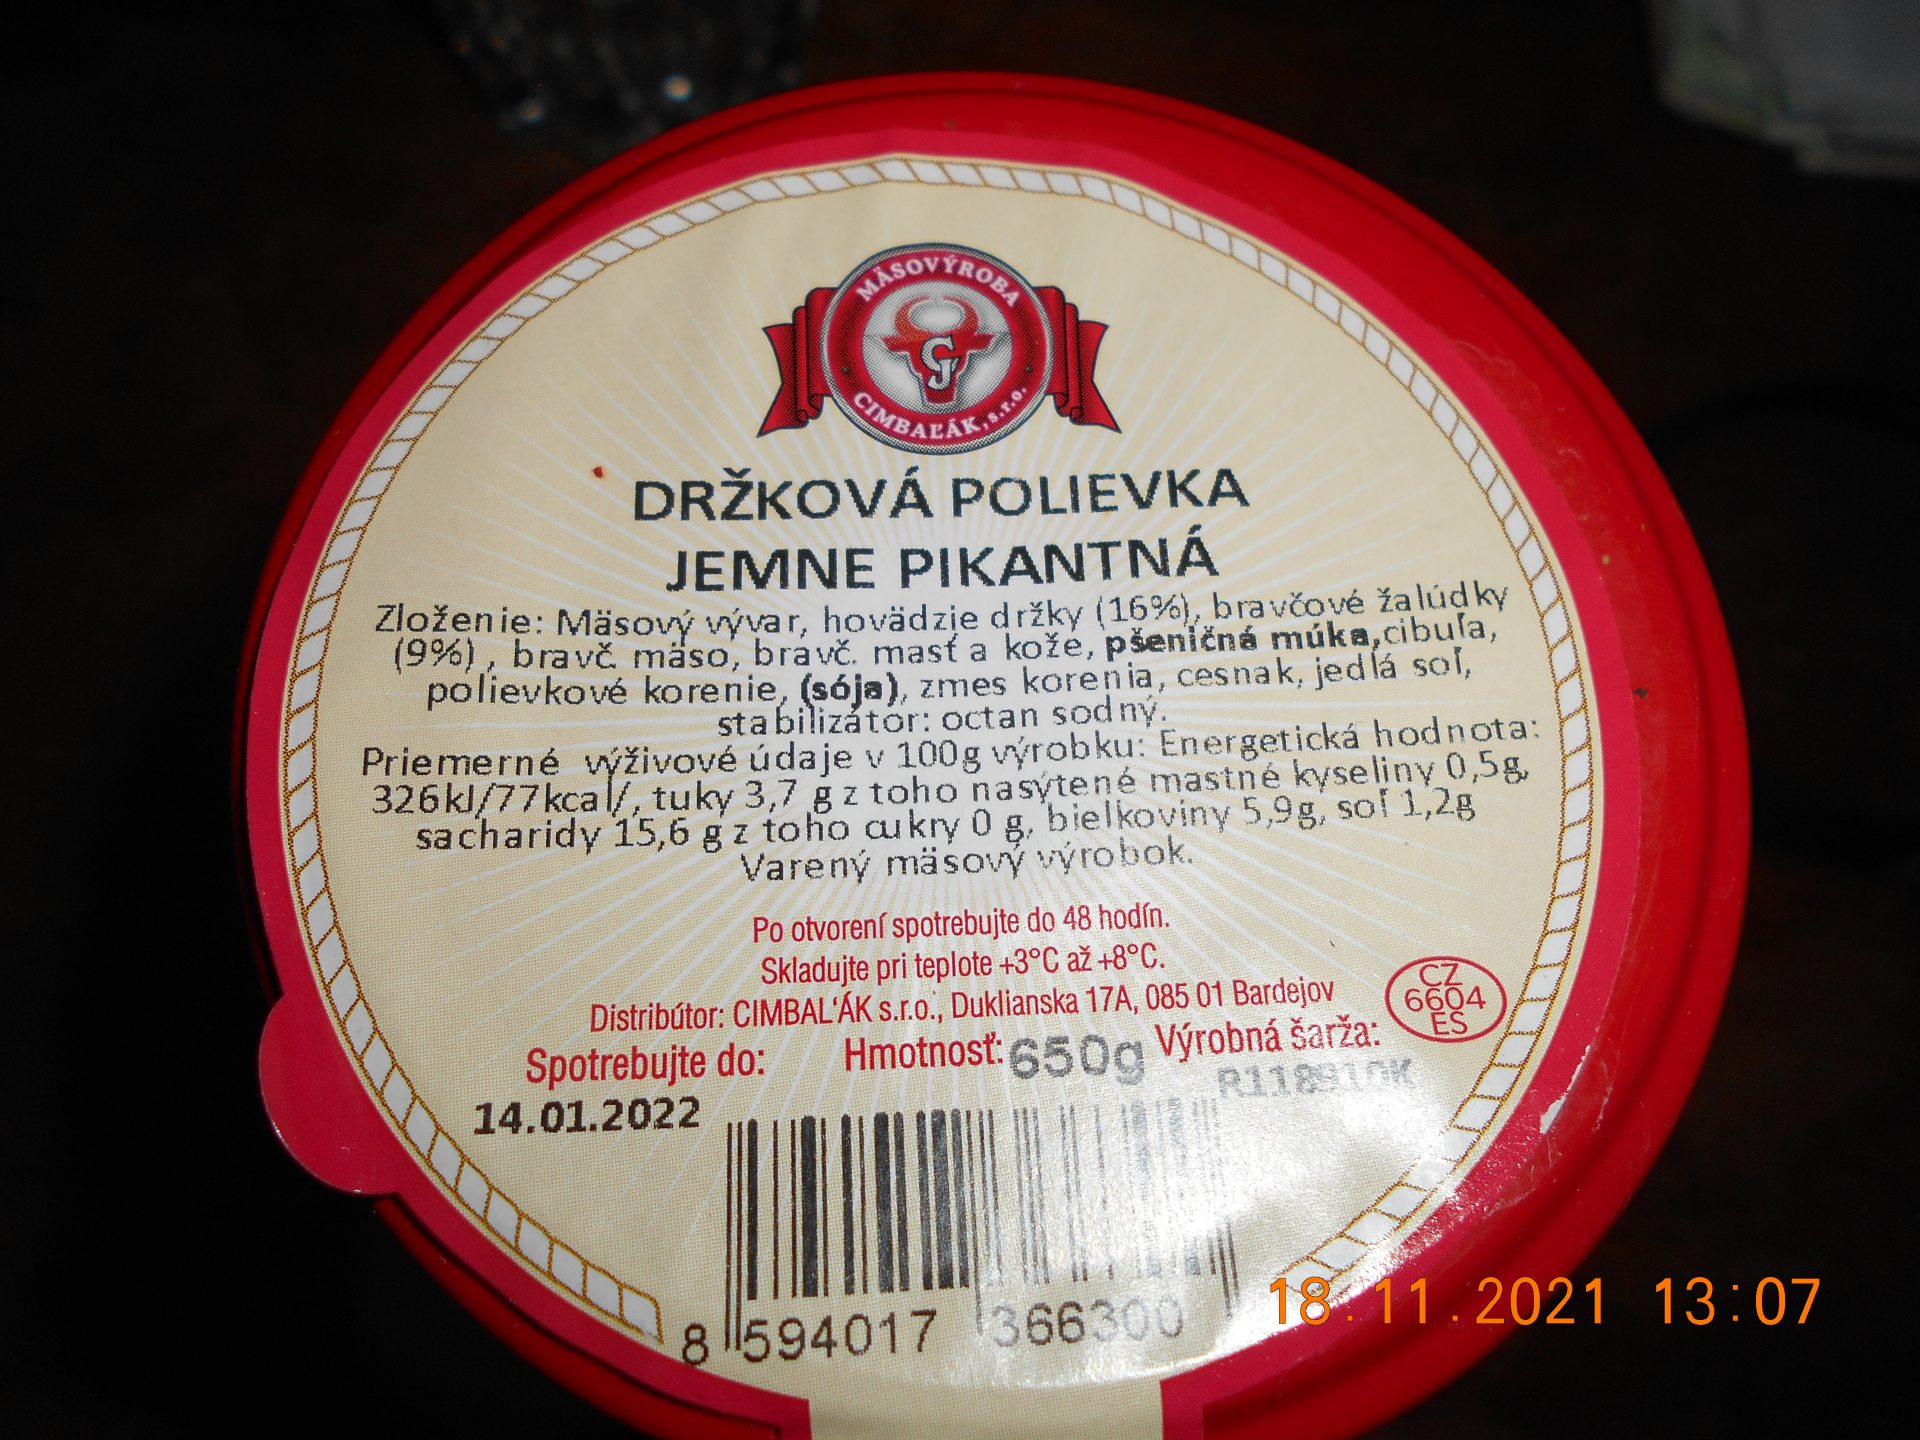 MÄSOVÝROBA
CIMBAĽÁK, s.r.o.
DRŽKOVÁ POLIEVKA
JEMNE PIKANTNÁ
Zloženie: Mäsový vývar, hovädzie držky (16%), bravčové žalúdky
(9%) , bravč. mäso, bravč. masť a kože, pšeničná múka,cibuľa,
polievkové korenie, (sója), zmes korenia, cesnak, jedlá soľ,
stabilizátor: octan sodný.
Priemerné výživové údaje v 100g výrobku: Energetická hodnota:
326kJ/77kcal/, tuky 3,7 g z toho nasýtené mastné kyseliny 0,5g,
sacharidy 15,6 g z toho cukry 0 g, bielkoviny 5,9g, soľ 1,2g
Varený mäsový výrobok.
Po otvorení spotrebujte do 48 hodín.
Skladujte pri teplote +3°C až +8°C.
Distribútor: CIMBAL'ÁK s.r.o., Duklianska 17A, 085 01 Bardejov
CZ
6604
ES
Spotrebujte do: Hmotnosť: 650g Výrobná šarža:
14.01.2022
8 594017 366300
18.11.2021 13:07